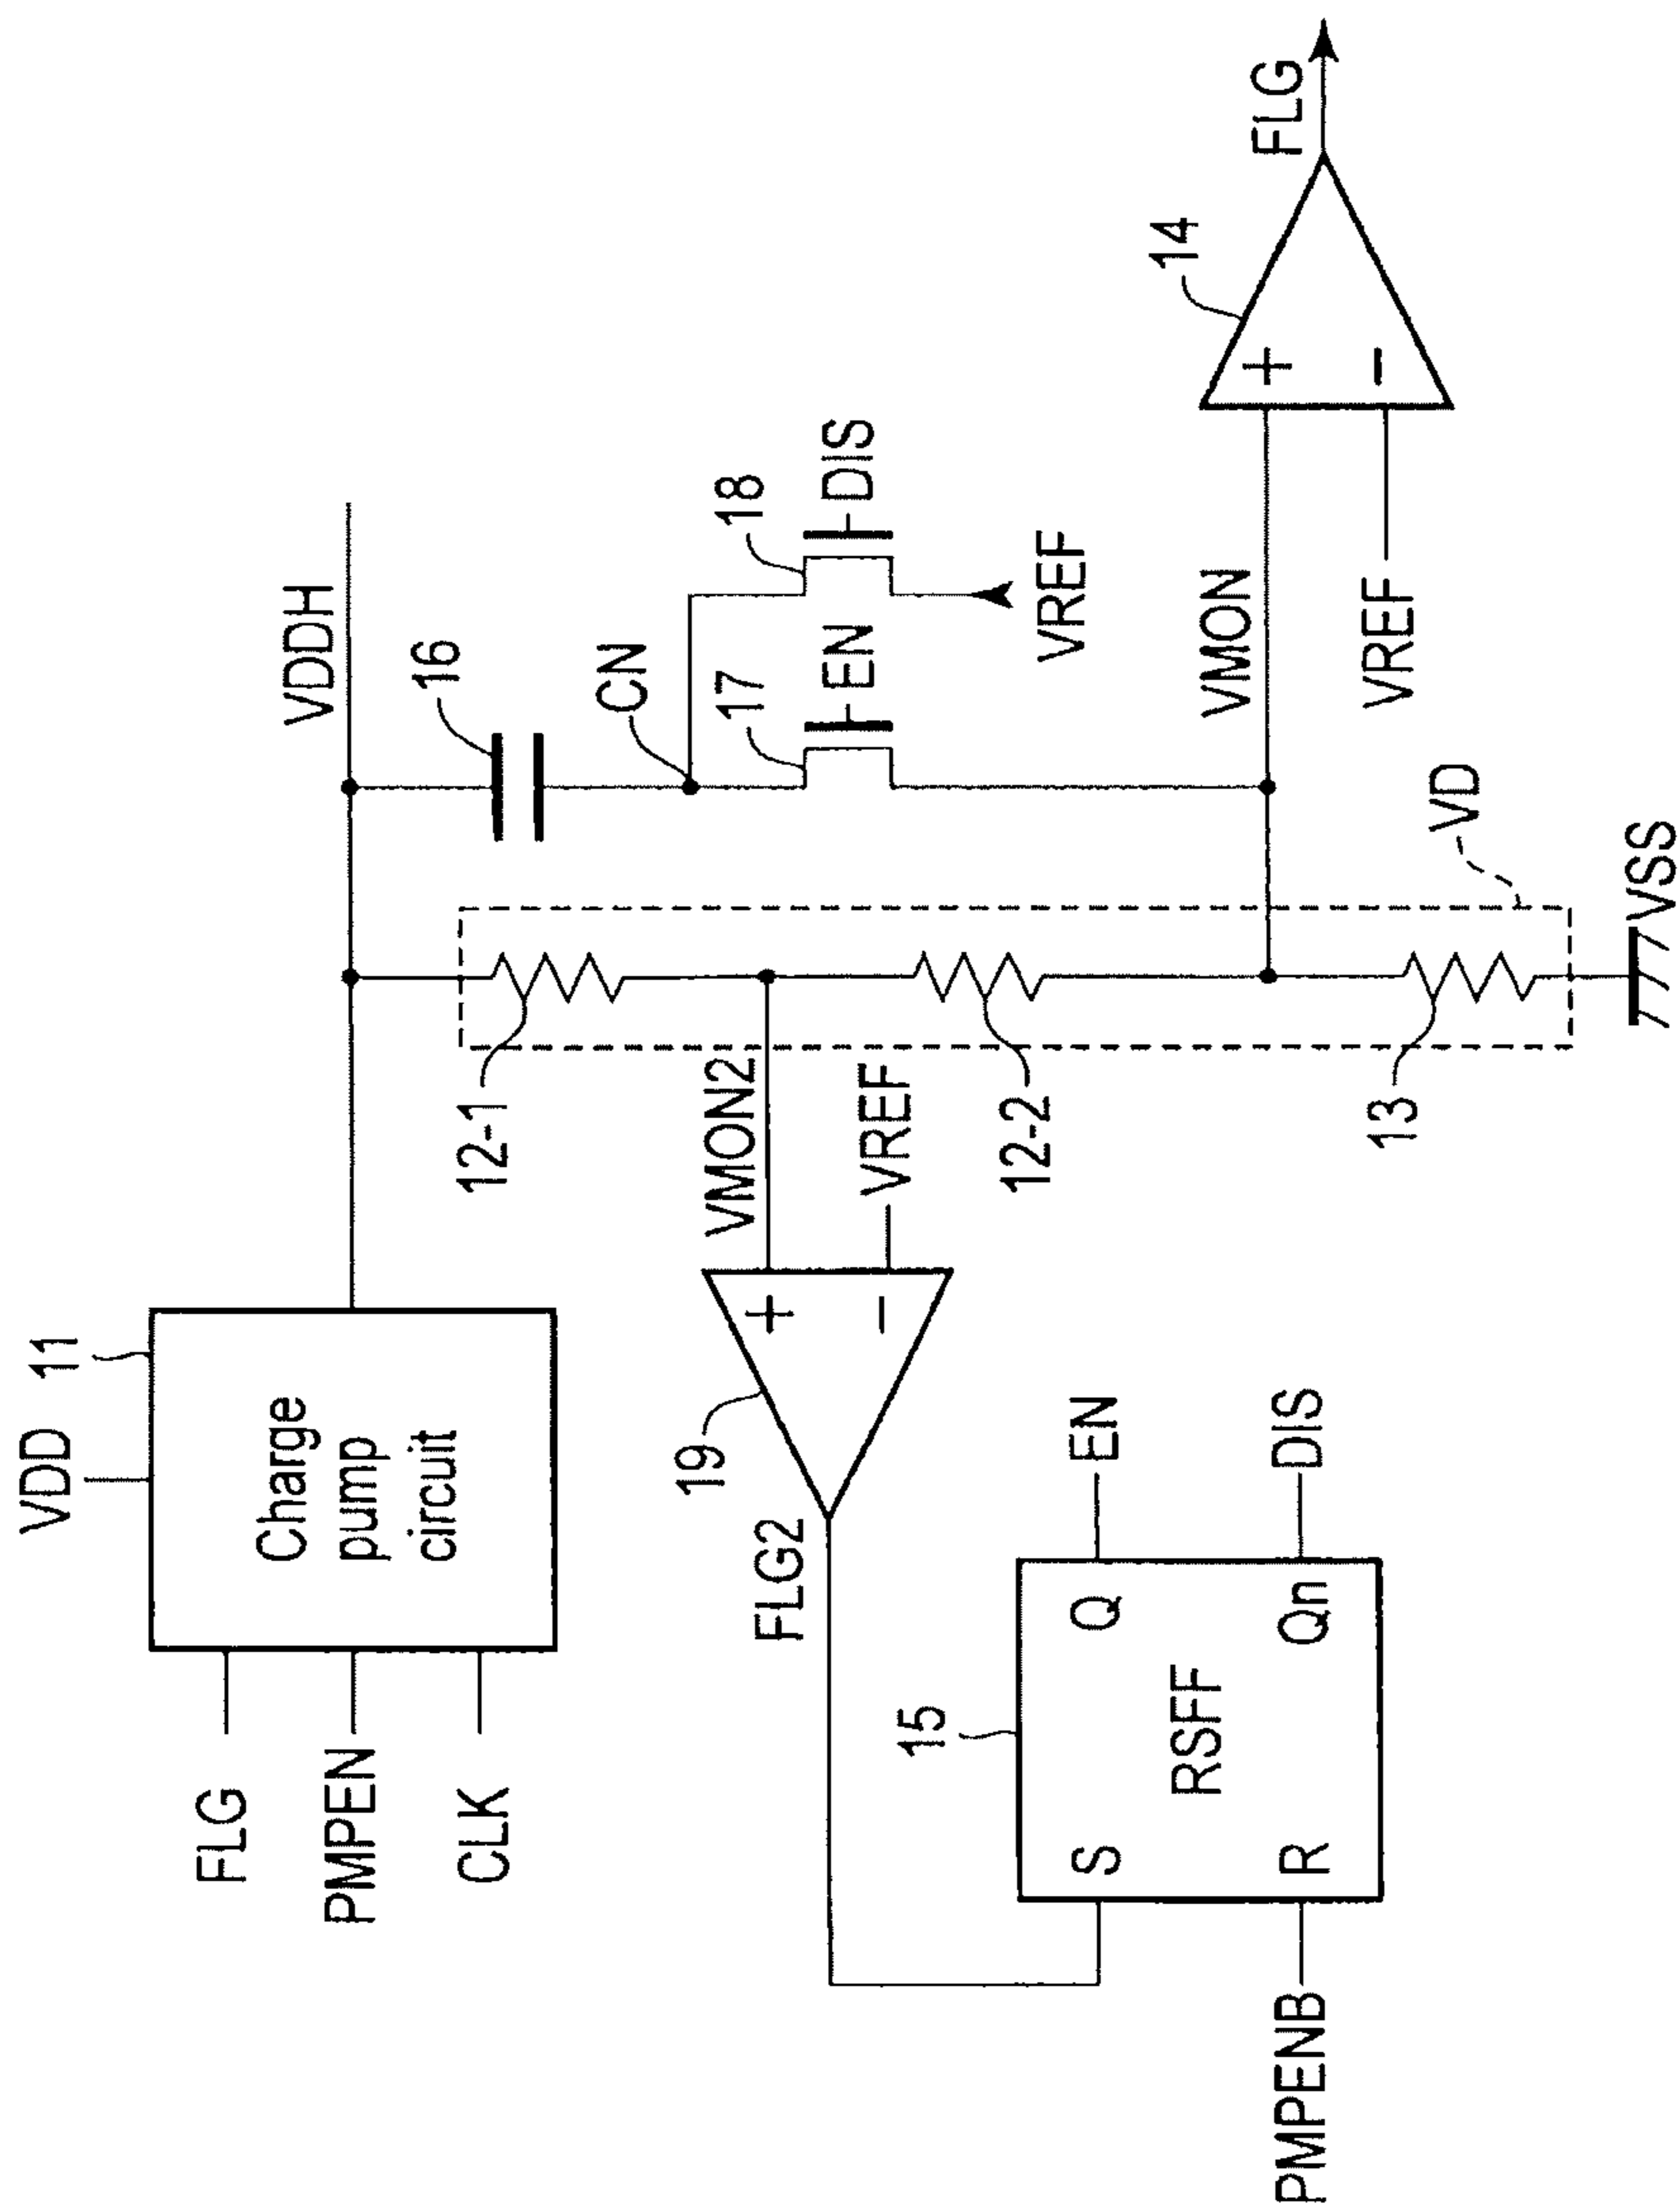 VDD
11
Charge
pump
circuit
FLG
PMPEN
CLK
VDDH
16
CN
17
EN
18
DIS
VREF
12-1
VMON2
VREF
12-2
13
VD
VSS
VMON
VREF
14
+
−
FLG
19
+
−
FLG2
15
RSFF
S
R
Q
Qn
EN
DIS
PMPENB